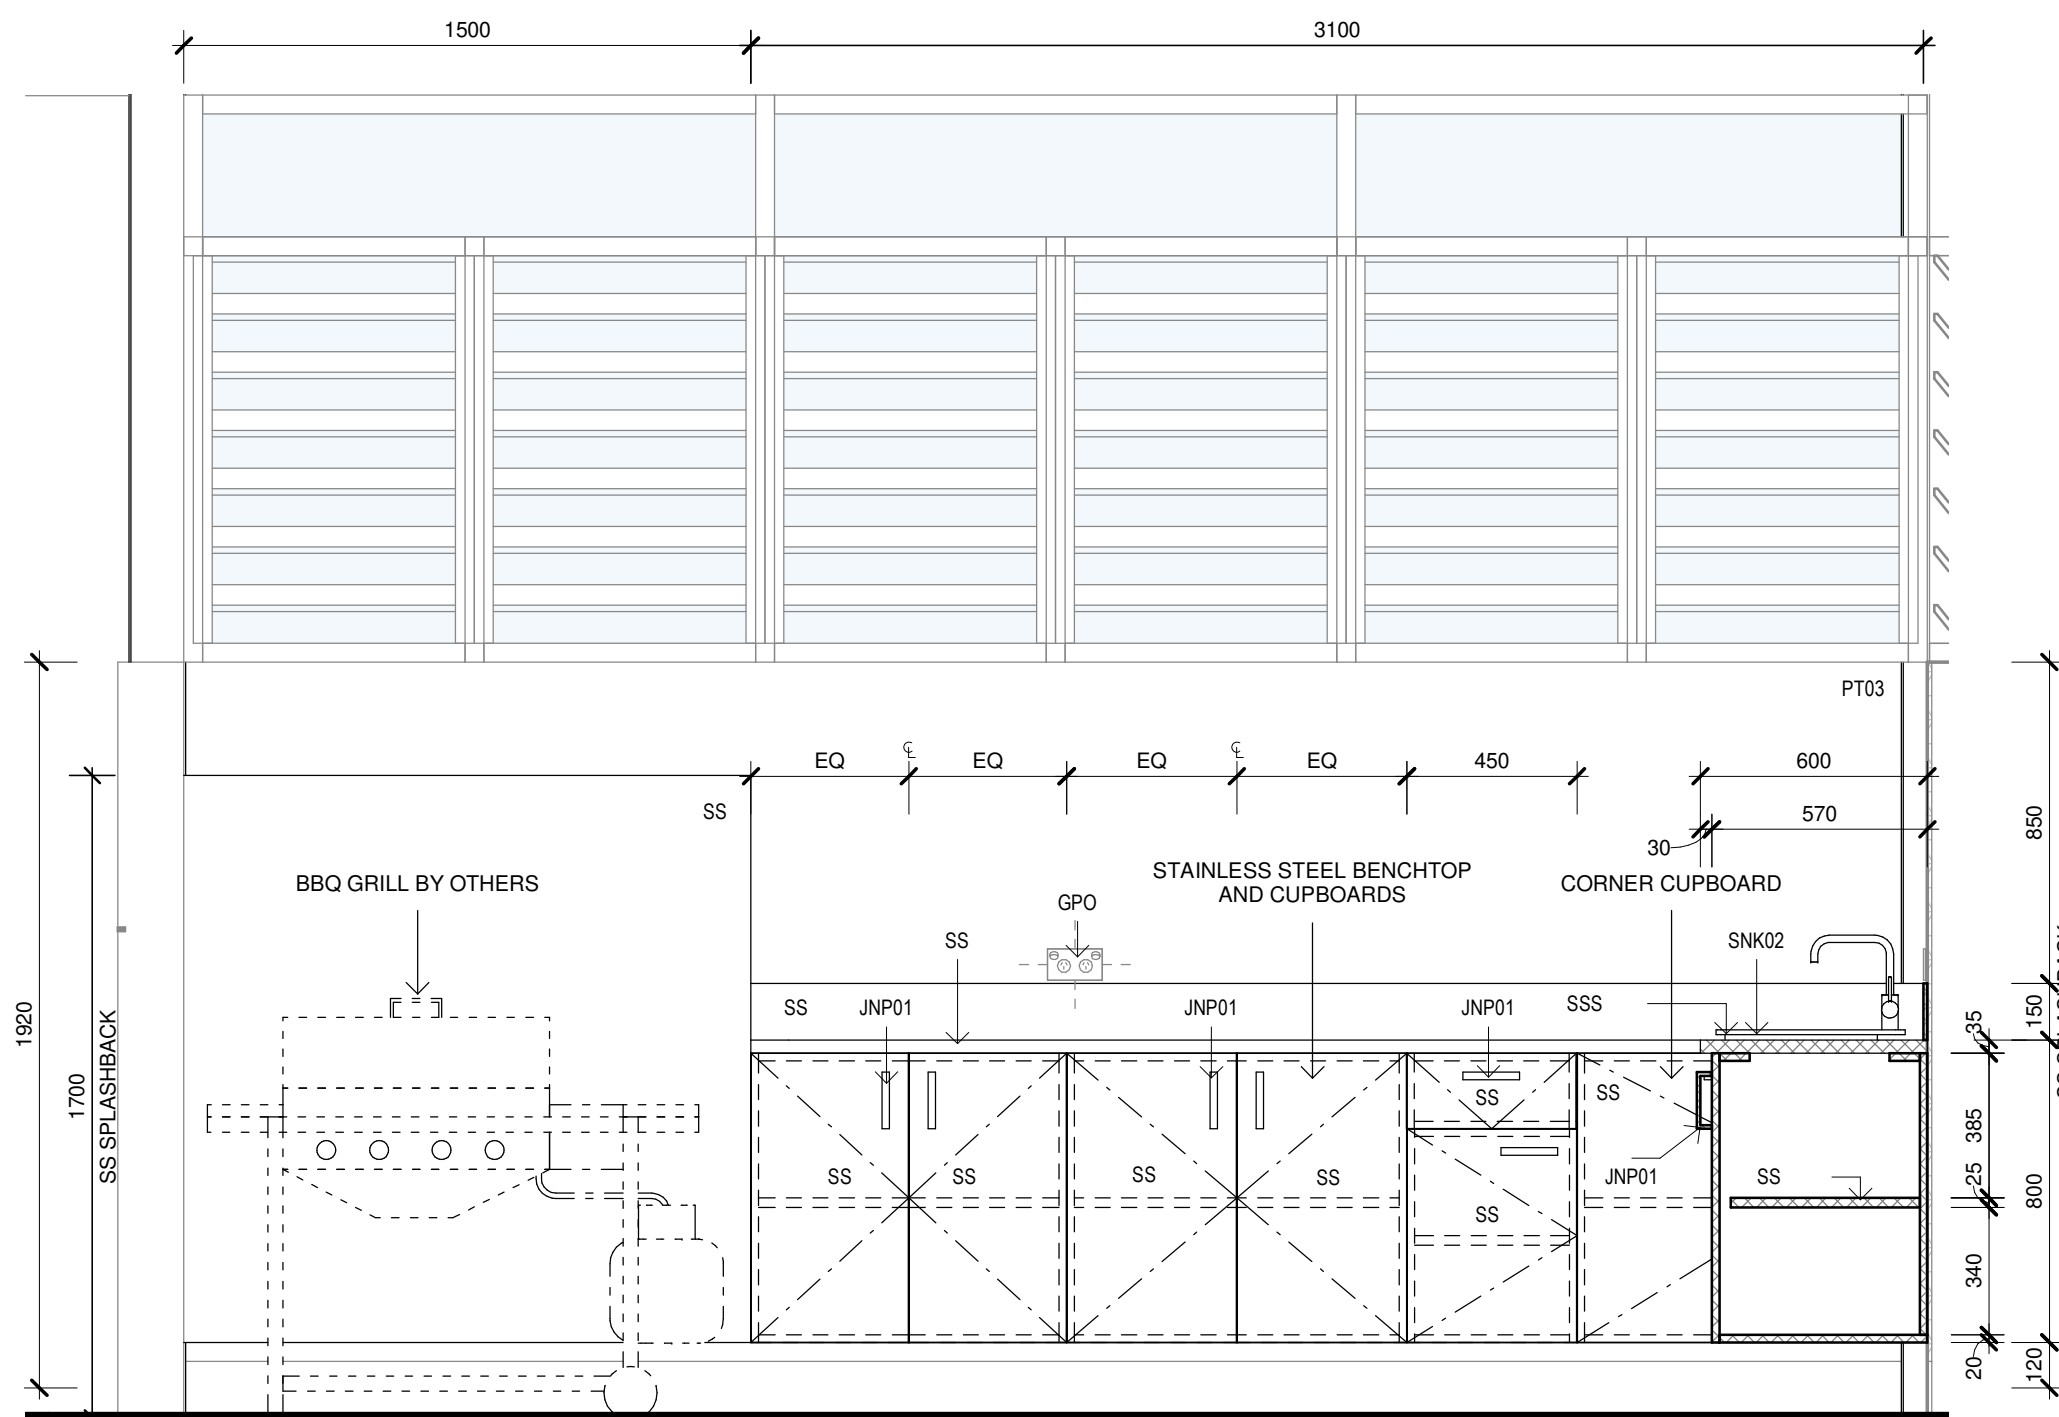 1500
3100
PT03
EQ
EQ
EQ
EQ
450
600
570
30
SS
BBQ GRILL BY OTHERS
STAINLESS STEEL BENCHTOP
AND CUPBOARDS
CORNER CUPBOARD
GPO
SS
SNK02
SS
JNP01
JNP01
JNP01
SSS
SS
SS
SS
SS
SS
SS
JNP01
SS
SS
1920
1700
SS SPLASHBACK
850
150
35
385
25
800
340
20
120